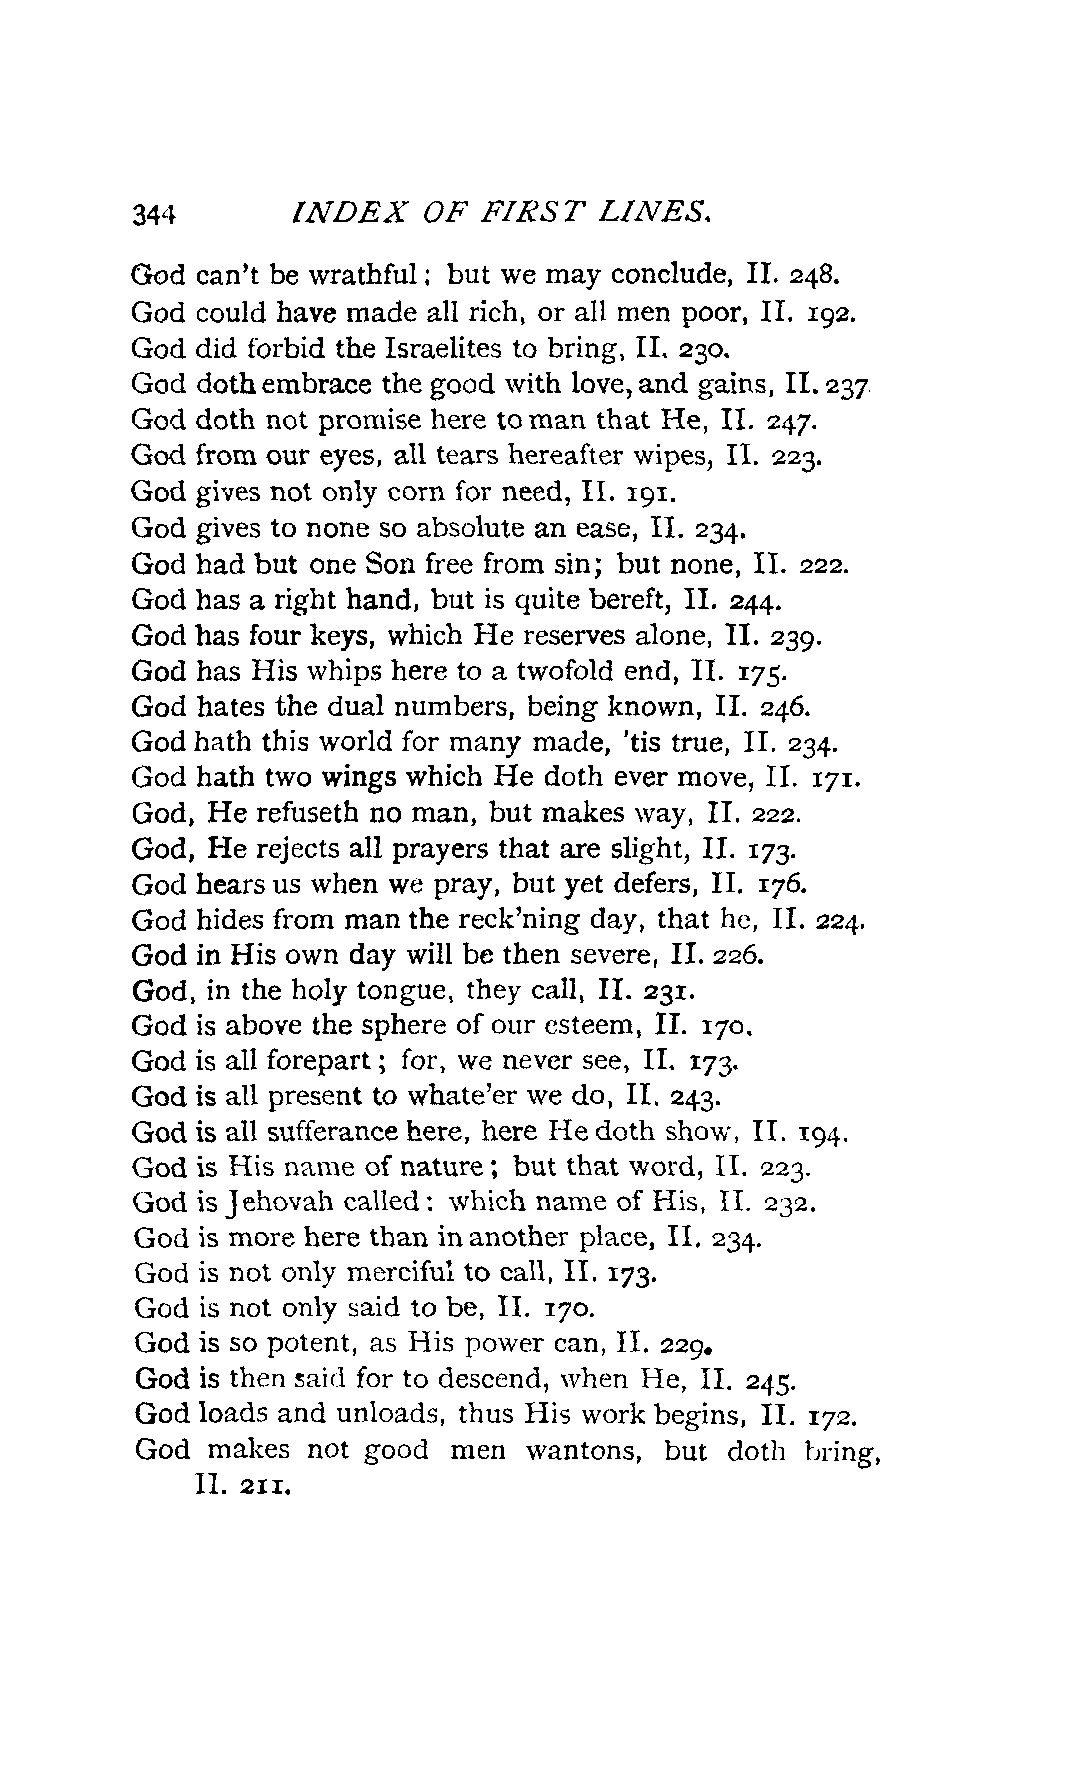 344 INDEX OF FIRST LINES.
God can't be wrathful; but we may conclude, II. 248.
God could have made all rich, or all men poor, II. 192.
God did forbid the Israelites to bring, II. 230.
God doth embrace the good with love, and gains, II. 237
God doth not promise here to man that He, II. 247.
God from our eyes, all tears hereafter wipes, II. 223.
God gives not only corn for need, II. 191.
God gives to none so absolute an ease, II. 234.
God had but one Son free from sin; but none, II. 222.
God has a right hand, but is quite bereft, II. 244.
God has four keys, which He reserves alone, II. 239.
God has His whips here to a twofold end, II. 175.
God hates the dual numbers, being known, II. 246.
God hath this world for many made, 'tis true, II. 234.
God hath two wings which He doth ever move, II. 171.
God, He refuseth no man, but makes way, II. 222.
God, He rejects all prayers that are slight, II. 173.
God hears us when we pray, but yet defers, II. 176.
God hides from man the reck'ning day, that he, II. 224.
God in His own day will be then severe, II. 226.
God, in the holy tongue, they call, II. 231.
God is above the sphere of our esteem, II. 170.
God is all forepart; for, we never see, II. 173.
God is all present to whate'er we do, II. 243.
God is all sufferance here, here He doth show, II. 194.
God is His name of nature; but that word, II. 223.
God is Jehovah called: which name of His, II. 232.
God is more here than in another place, II. 234.
God is not only merciful to call, II. 173.
God is not only said to be, II. 170.
God is so potent, as His power can, II. 229.
God is then said for to descend, when He, II. 245.
God loads and unloads, thus His work begins, II. 172.
God makes not good men wantons, but doth bring,
II. 211.